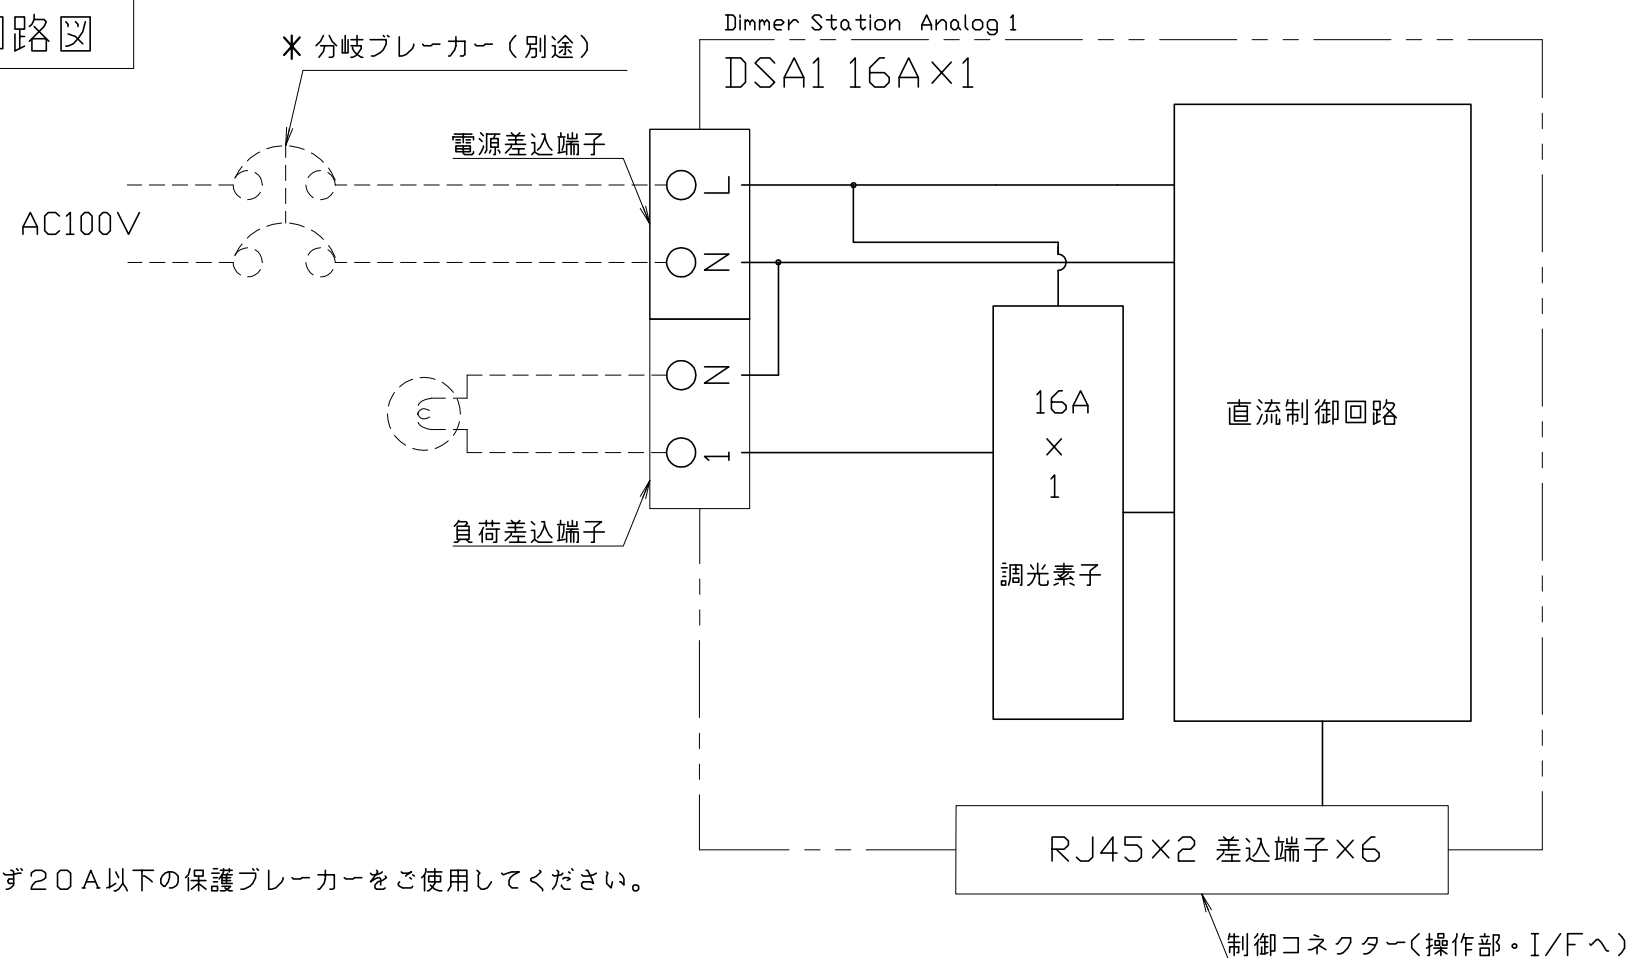 路図
Dimmer Station Analog 1
* 分岐ブレーカー(別途)
DSA1 16A×1
電源差込端子
L
AC100V
N
N
16A
×
1
直流制御回路
1
負荷差込端子
調光素子
RJ45×2 差込端子×6
ず20A以下の保護ブレーカーをご使用してください。
制御コネクター(操作部・I/Fへ)